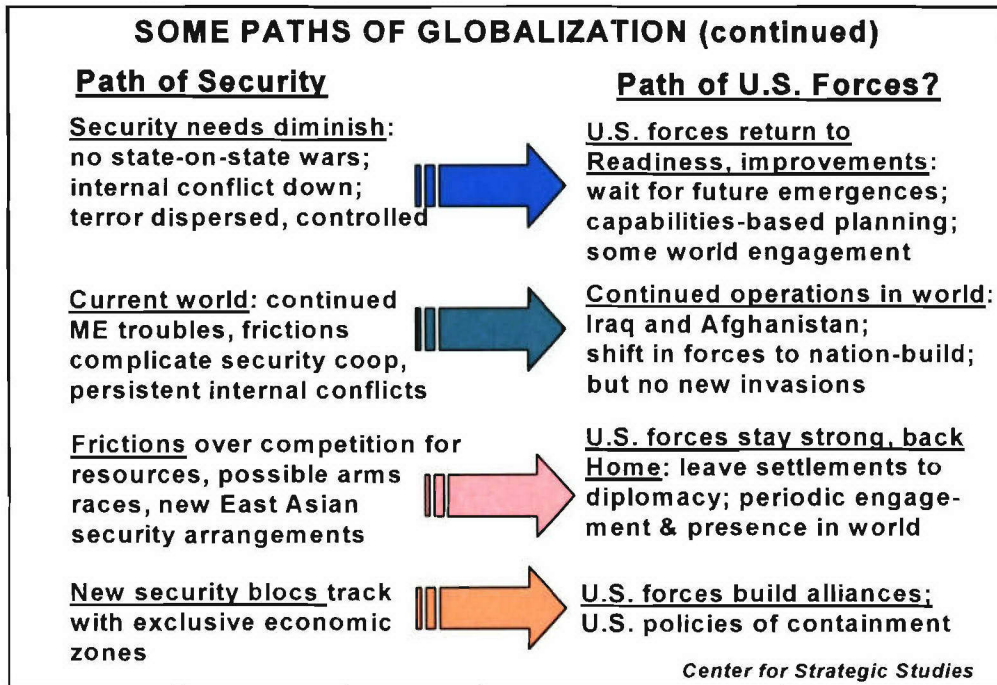 SOME PATHS OF GLOBALIZATION (continued)
Path of Security
Security needs diminish:
no state-on-state wars;
internal conflict down;
terror dispersed, controlled
Current world: continued
ME troubles, frictions
complicate security coop,
persistent internal conflicts
Frictions over competition for
resources, possible arms
races, new East Asian
security arrangements
New security blocs track
with exclusive economic
zones
Path of U.S. Forces?
U.S. forces return to
Readiness, improvements:
wait for future emergences;
capabilities-based planning;
some world engagement
Continued operations in world:
Iraq and Afghanistan;
shift in forces to nation-build;
but no new invasions
U.S. forces stay strong, back
Home: leave settlements to
diplomacy; periodic engage-
ment & presence in world
U.S. forces build alliances;
U.S. policies of containment
Center for Strategic Studies